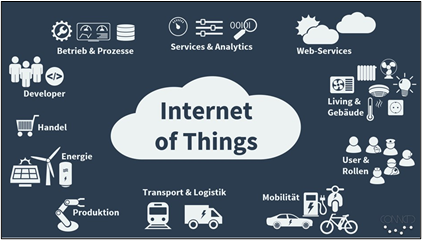 Betrieb & Prozesse
Services & Analytics
Web-Services
Developer
Living &
Gebäude
Internet
of Things
Handel
Energie
User &
Rollen
Produktion
Transport & Logistik
Mobilität